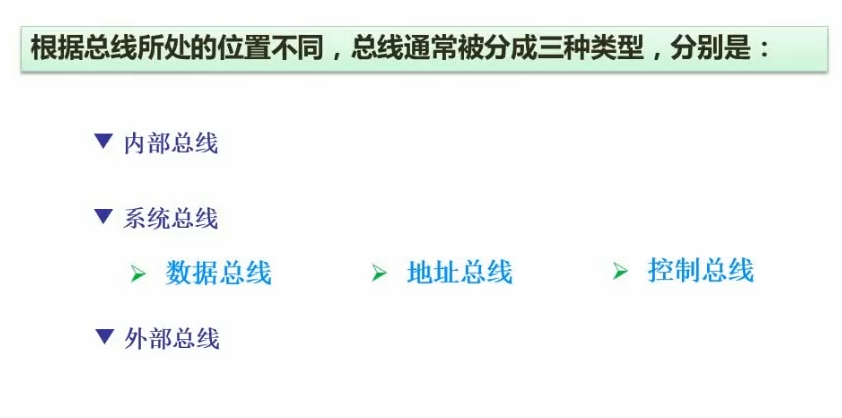 根据总线所处的位置不同，总线通常被分成三种类型，分别是：
内部总线
系统总线
数据总线 地址总线 控制总线
外部总线